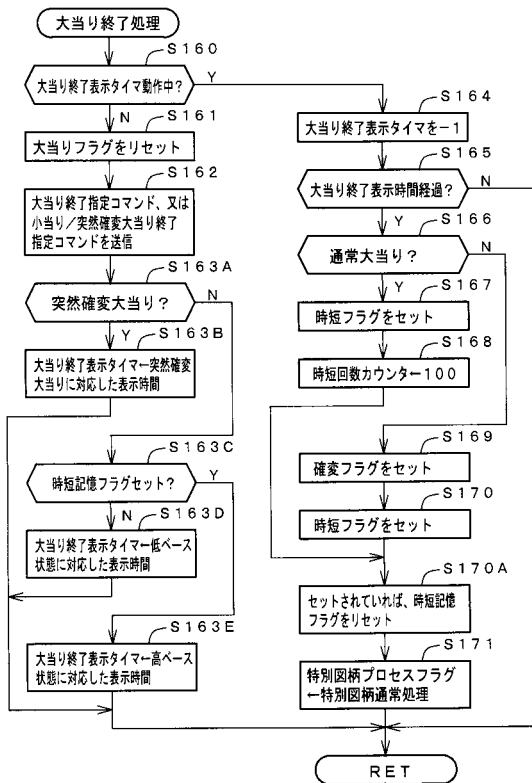 大当り終了処理
S160
大当り終了表示タイマ動作中?
Y
N
S161
大当りフラグをリセット
S162
大当り終了指定コマンド、又は
小当り/突然確変大当り終了
指定コマンドを送信
S163A
突然確変大当り?
N
Y
S163B
大当り終了表示タイマ←突然確変
大当りに対応した表示時間
S163C
時短記憶フラグセット?
Y
N
S163D
大当り終了表示タイマ←低ベース
状態に対応した表示時間
S163E
大当り終了表示タイマ←高ベース
状態に対応した表示時間
S164
大当り終了表示タイマを-1
S165
大当り終了表示時間経過?
N
Y
S166
通常大当り?
N
Y
S167
時短フラグをセット
S168
時短回数カウンタ←100
S169
確変フラグをセット
S170
時短フラグをセット
S170A
セットされていれば、時短記憶
フラグをリセット
S171
特別図柄プロセスフラグ
←特別図柄通常処理
RET